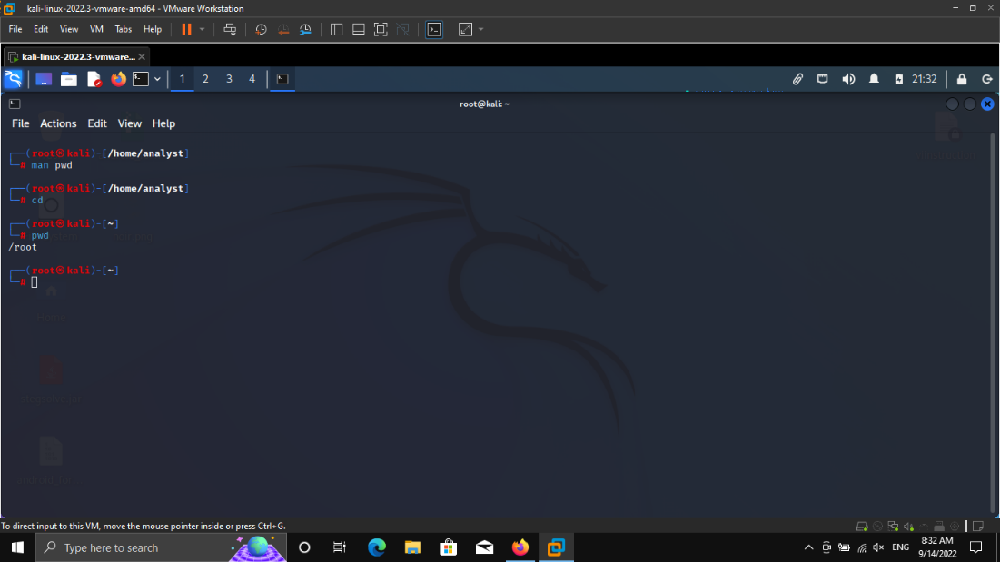 kali-linux-2022.3-vmware-amd64 - VMware Workstation
File Edit View VM Tabs Help
kali-linux-2022.3-vmware...
1 2 3 4
21:32
root@kali: ~
File Actions Edit View Help
┌──(root㉿kali)-[/home/analyst]
└─# man pwd
┌──(root㉿kali)-[/home/analyst]
└─# cd
┌──(root㉿kali)-[~]
└─# pwd
/root
┌──(root㉿kali)-[~]
└─#
Home
To direct input to this VM, move the mouse pointer inside or press Ctrl+G.
Type here to search
ENG
8:32 AM
9/14/2022